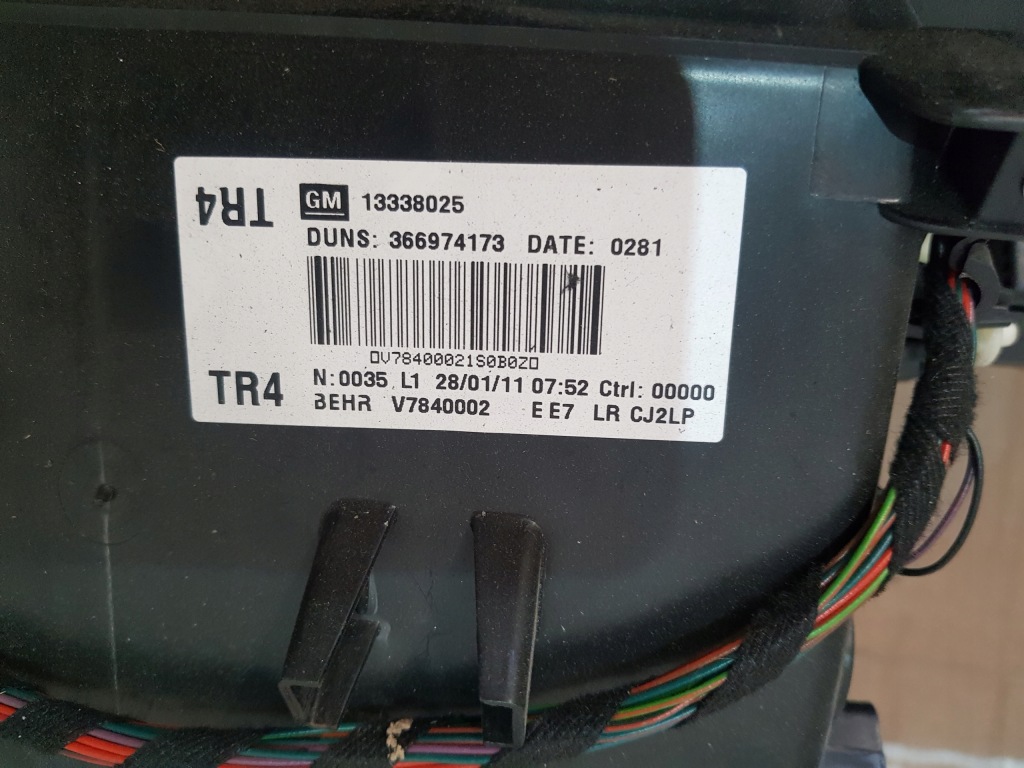 TR4
GM 13338025
DUNS: 366974173 DATE: 0281
▯V78400021S0B0Z▯
TR4
N:0035 L1 28/01/11 07:52 Ctrl: 00000
BEHR V7840002 E E7 LR CJ2LP